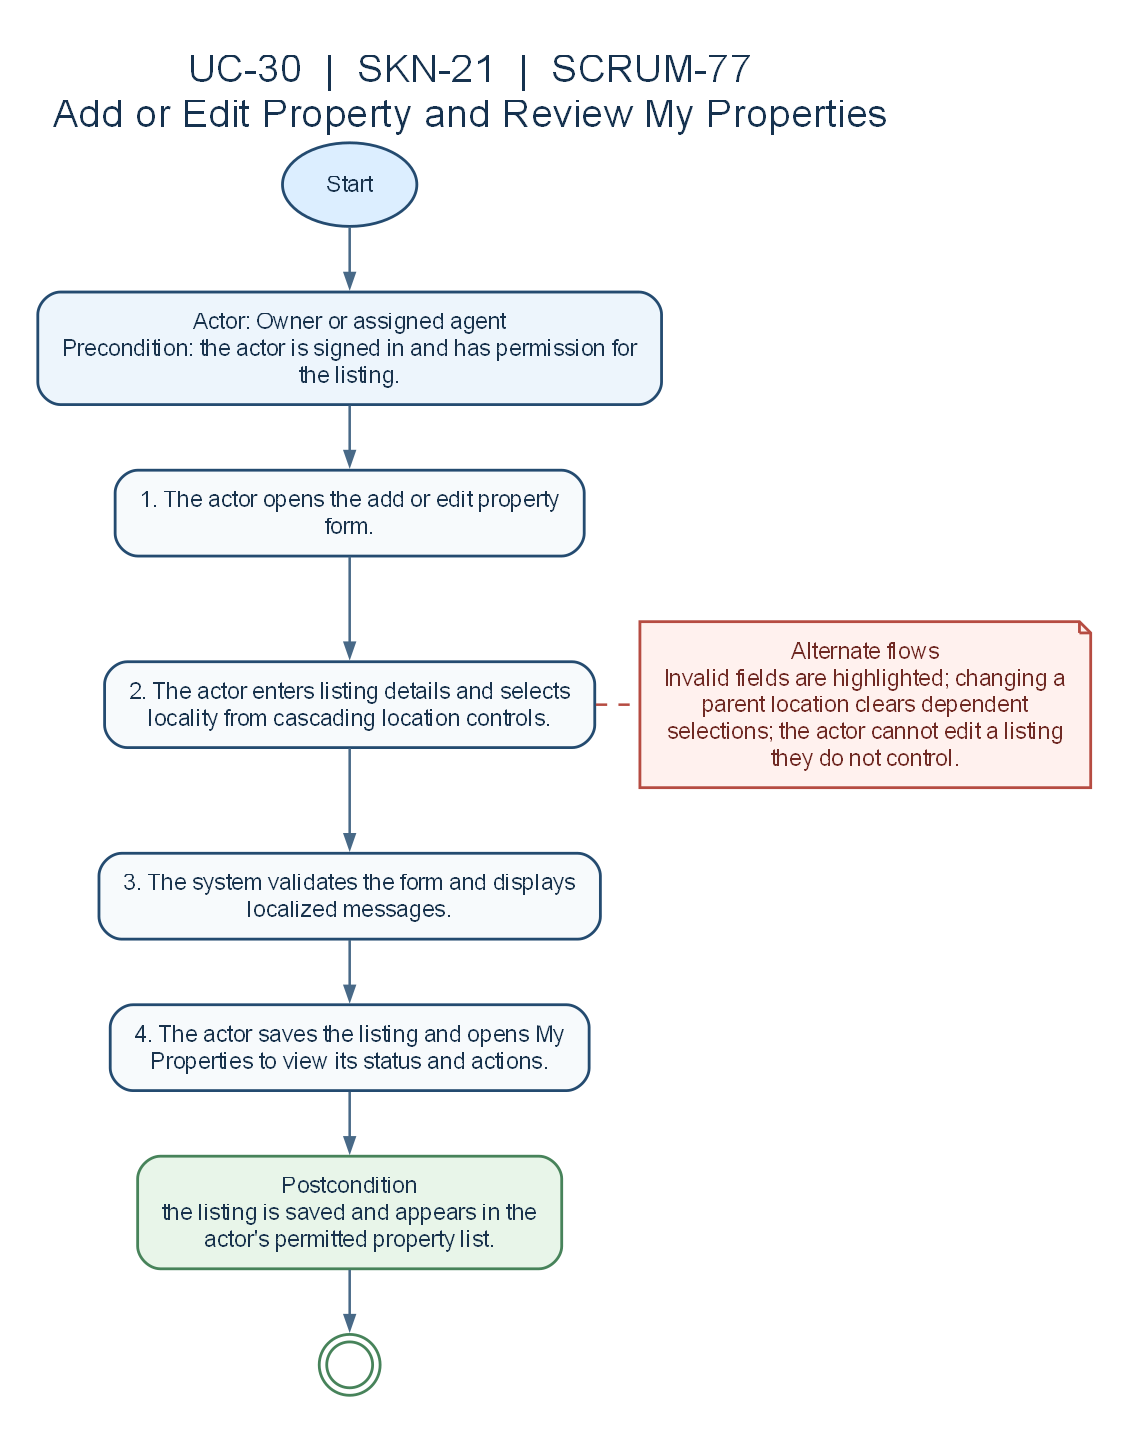 UC-30 | SKN-21 | SCRUM-77
Add or Edit Property and Review My Properties
Start
Actor: Owner or assigned agent
Precondition: the actor is signed in and has permission for
the listing.
1. The actor opens the add or edit property
form.
2. The actor enters listing details and selects
locality from cascading location controls.
Alternate flows
Invalid fields are highlighted; changing a
parent location clears dependent
selections; the actor cannot edit a listing
they do not control.
3. The system validates the form and displays
localized messages.
4. The actor saves the listing and opens My
Properties to view its status and actions.
Postcondition
the listing is saved and appears in the
actor's permitted property list.